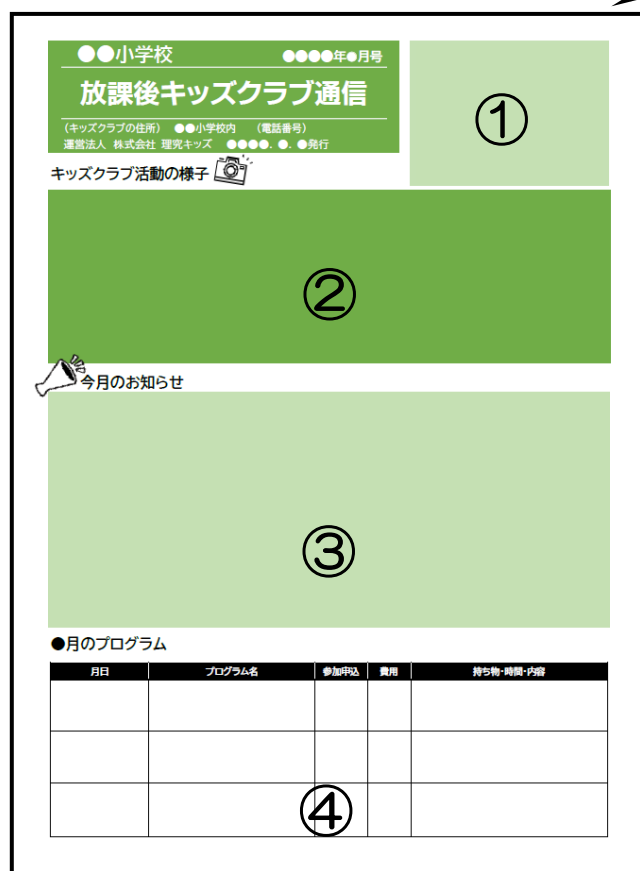 ●●小学校 ●●●●年●月号
放課後キッズクラブ通信
(キッズクラブの住所) ●●小学校内 (電話番号)
運営法人 株式会社 理究キッズ ●●●●. ●. ●発行
①
キッズクラブ活動の様子
②
今月のお知らせ
③
●月のプログラム
月日 プログラム名 参加申込 費用 持ち物・時間・内容
④